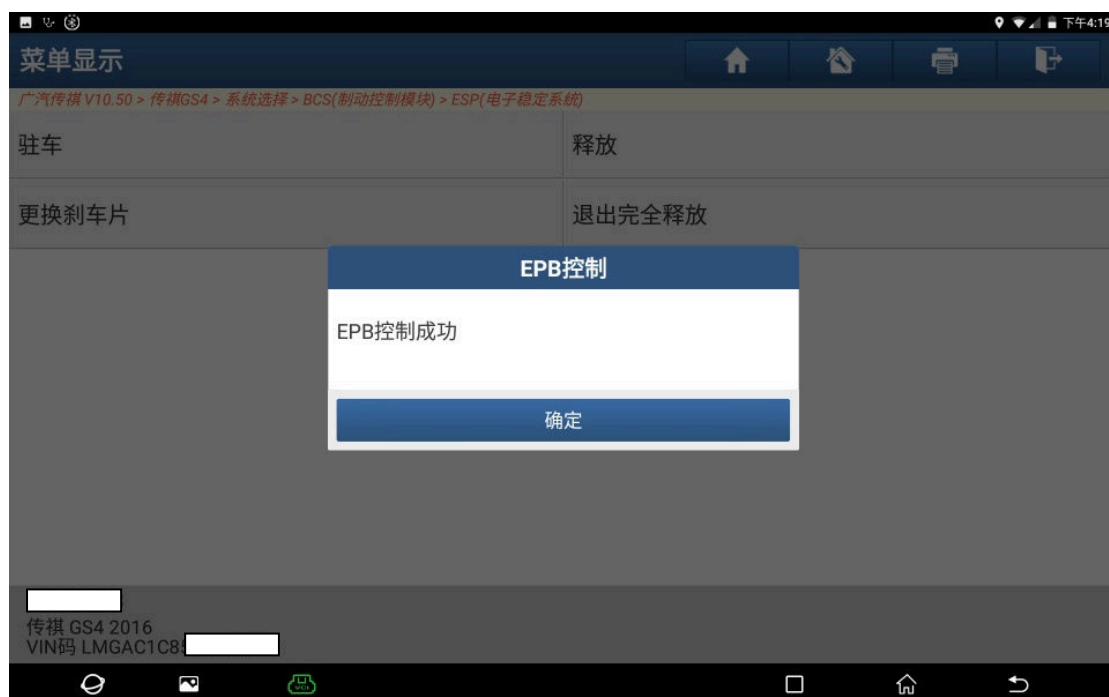 下午4:19
菜单显示
广汽传祺 V10.50 > 传祺GS4 > 系统选择 > BCS(制动控制模块) > ESP(电子稳定系统)
驻车
释放
更换刹车片
退出完全释放
EPB控制
EPB控制成功
确定
传祺 GS4 2016
VIN码 LMGAC1C8
VCI